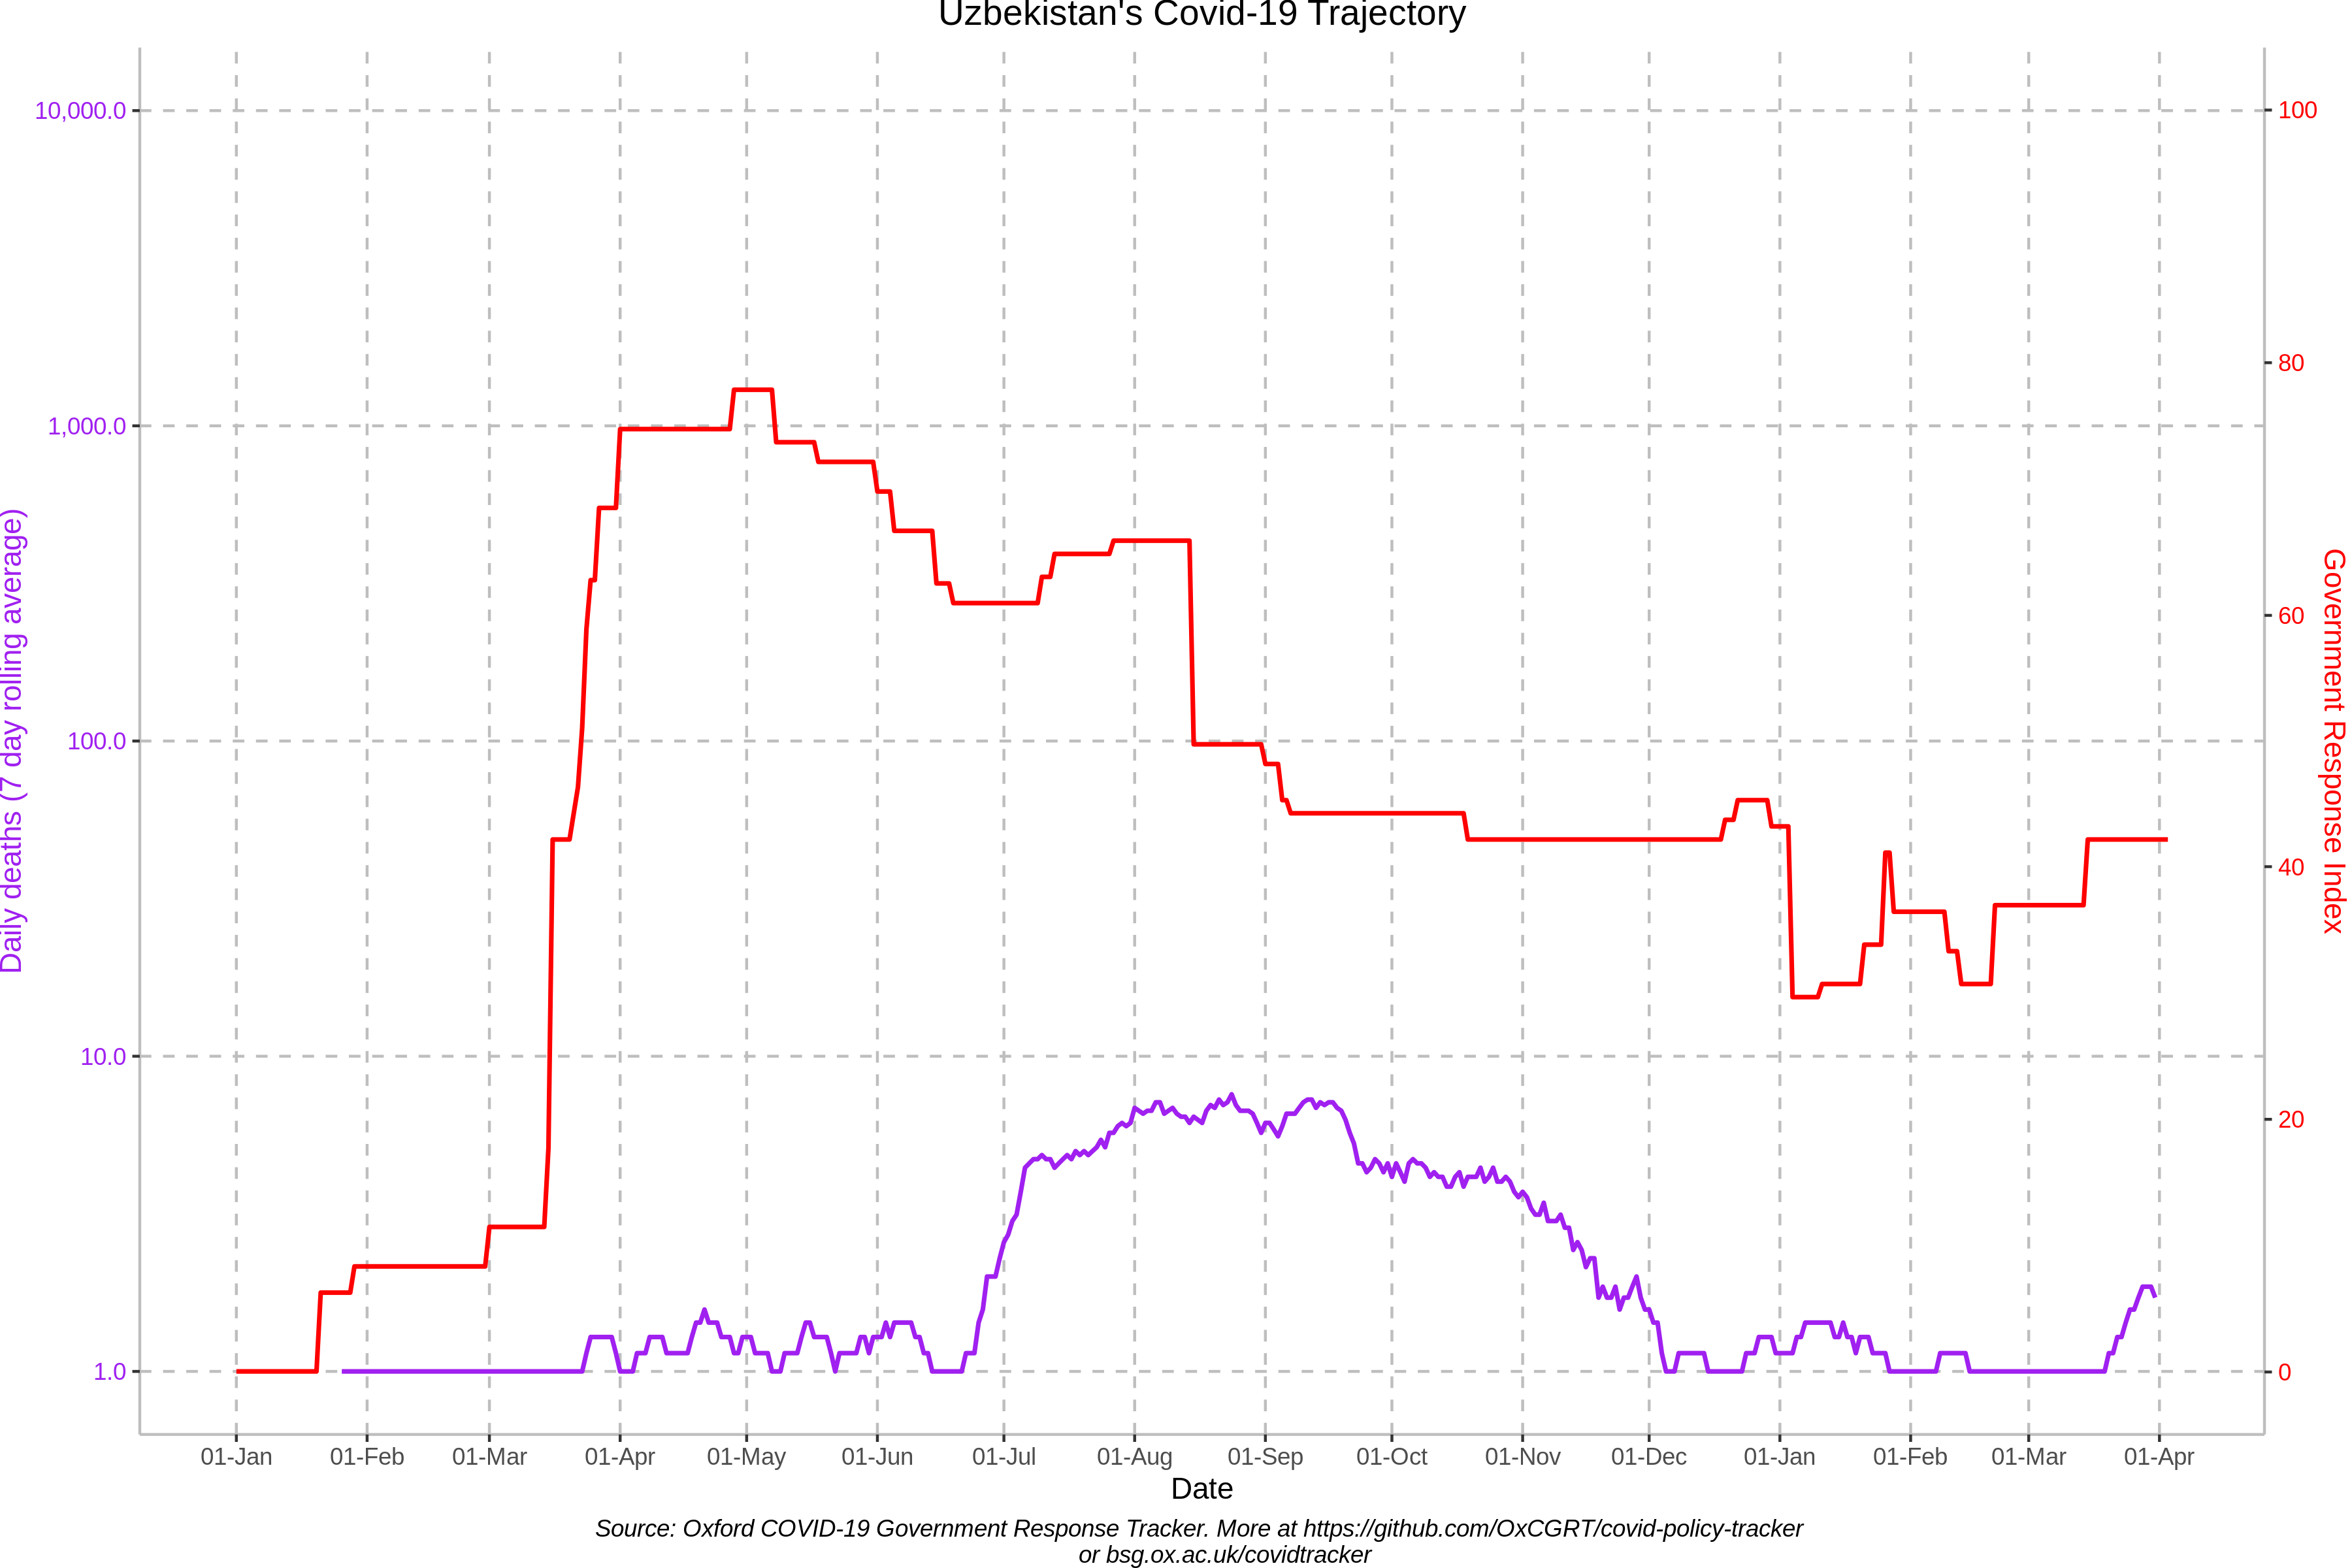 Uzbekistan's Covid-19 Trajectory
10,000.0
1,000.0
100.0
10.0
1.0
Daily deaths (7 day rolling average)
100
80
60
40
20
0
Government Response Index
01-Jan 01-Feb 01-Mar 01-Apr 01-May 01-Jun 01-Jul 01-Aug 01-Sep 01-Oct 01-Nov 01-Dec 01-Jan 01-Feb 01-Mar 01-Apr
Date
Source: Oxford COVID-19 Government Response Tracker. More at https://github.com/OxCGRT/covid-policy-tracker
or bsg.ox.ac.uk/covidtracker